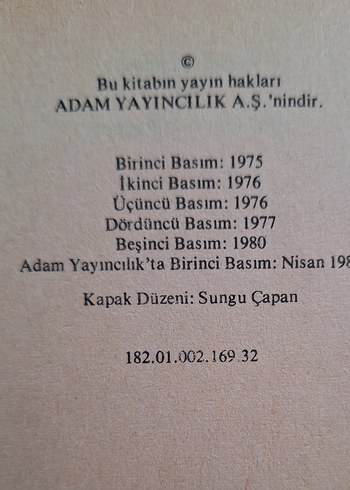 ©
Bu kitabın yayın hakları
ADAM YAYINCILIK A.Ş.'nindir.
Birinci Basım: 1975
İkinci Basım: 1976
Üçüncü Basım: 1976
Dördüncü Basım: 1977
Beşinci Basım: 1980
Adam Yayıncılık'ta Birinci Basım: Nisan
Kapak Düzeni: Sungu Çapan
182.01.002.169.32